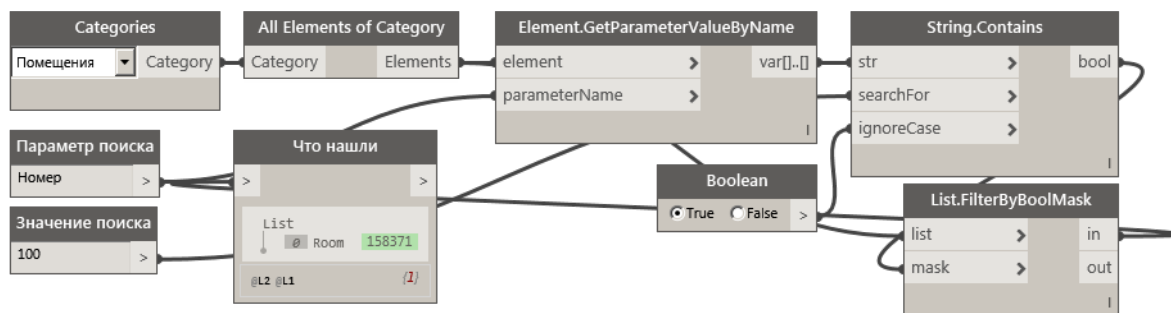 Categories
Помещения Category
All Elements of Category
Category Elements
Element.GetParameterValueByName
element > var[]..[]
parameterName >
l
String.Contains
str > bool
searchFor >
ignoreCase >
l
Параметр поиска
Номер >
Значение поиска
100 >
Что нашли
> >
List
0 Room 158371
@L2 @L1 {1}
Boolean
True False >
List.FilterByBoolMask
list > in
mask > out
l